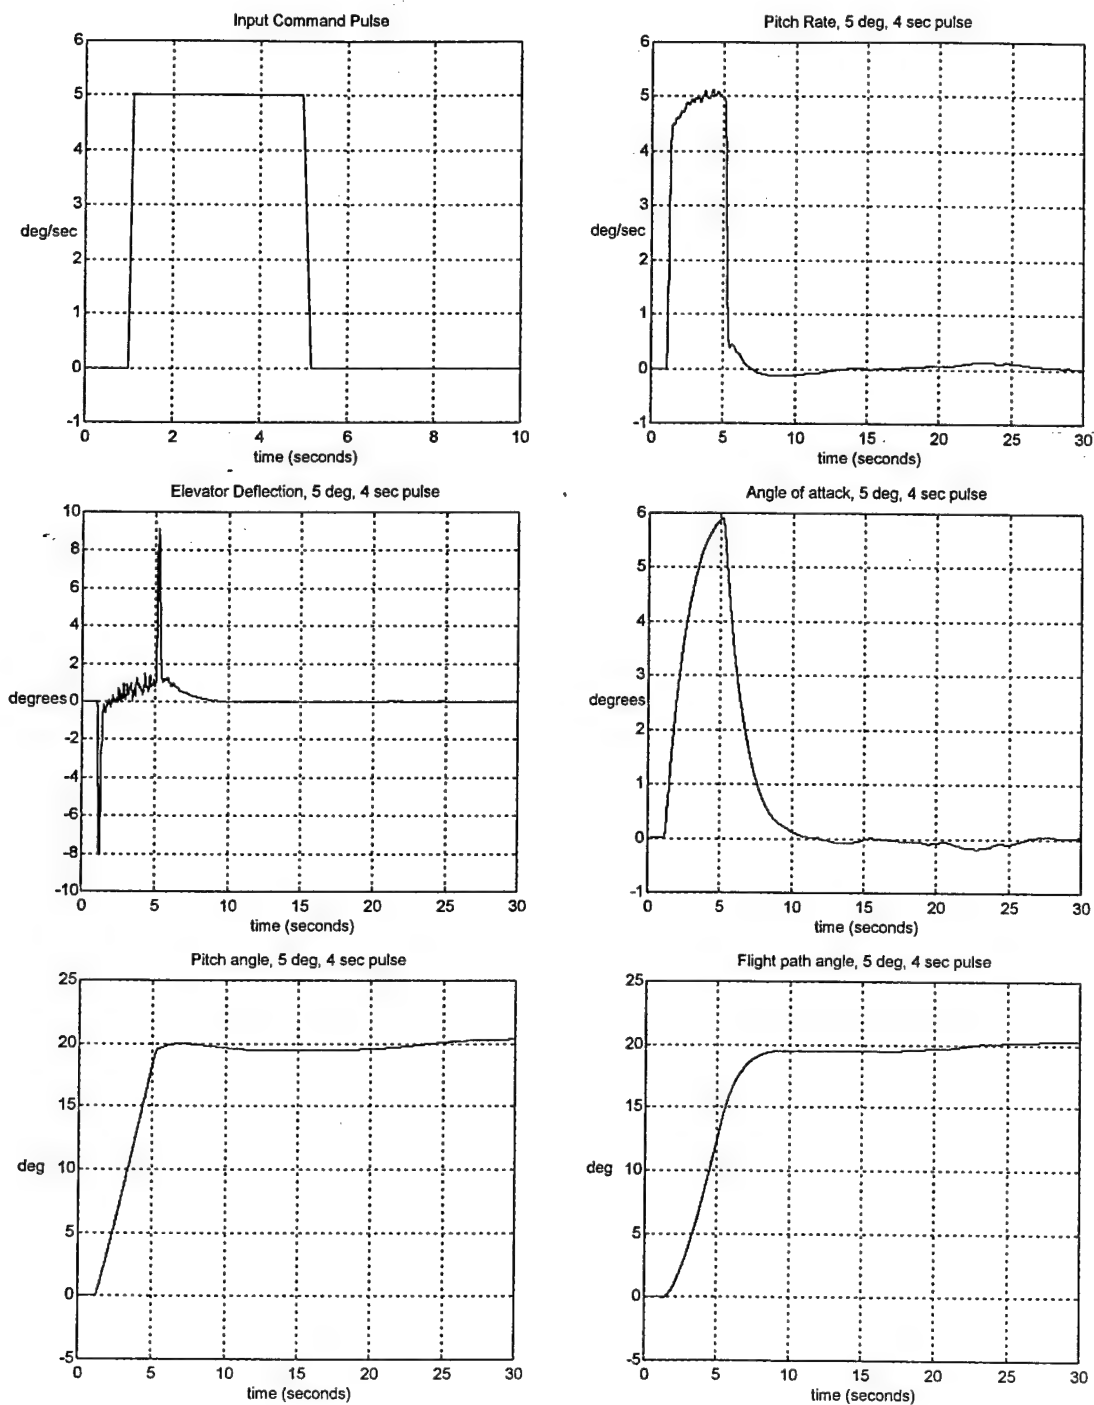 Input Command Pulse
6
5
4
3
deg/sec
2
1
0
-1
0 2 4 6 8 10
time (seconds)
Pitch Rate, 5 deg, 4 sec pulse
6
5
4
3
deg/sec
2
1
0
-1
0 5 10 15 20 25 30
time (seconds)
Elevator Deflection, 5 deg, 4 sec pulse
10
8
6
4
2
degrees 0
-2
-4
-6
-8
-10
0 5 10 15 20 25 30
time (seconds)
Angle of attack, 5 deg, 4 sec pulse
6
5
4
3
degrees
2
1
0
-1
0 5 10 15 20 25 30
time (seconds)
Pitch angle, 5 deg, 4 sec pulse
25
20
15
deg 10
5
0
-5
0 5 10 15 20 25 30
time (seconds)
Flight path angle, 5 deg, 4 sec pulse
25
20
15
deg 10
5
0
-5
0 5 10 15 20 25 30
time (seconds)